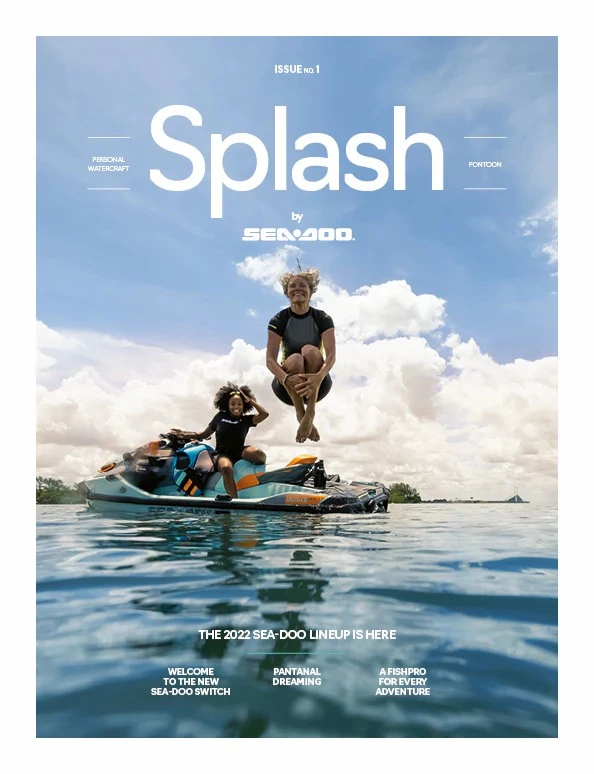 ISSUE NO. 1
Splash
PERSONAL
WATERCRAFT
PONTOON
by
SEA-DOO.
THE 2022 SEA-DOO LINEUP IS HERE
WELCOME
TO THE NEW
SEA-DOO SWITCH
PANTANAL
DREAMING
A FISHPRO
FOR EVERY
ADVENTURE